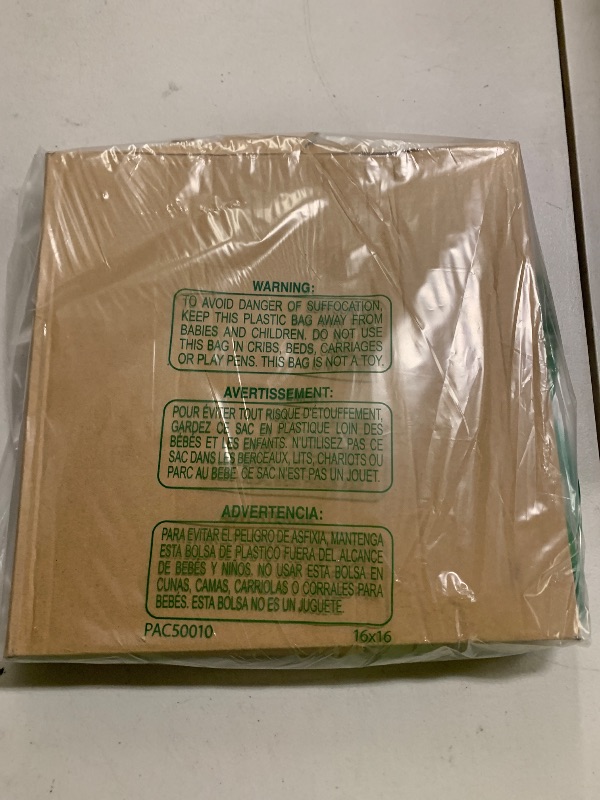 WARNING:
TO AVOID DANGER OF SUFFOCATION,
KEEP THIS PLASTIC BAG AWAY FROM
BABIES AND CHILDREN. DO NOT USE
THIS BAG IN CRIBS, BEDS, CARRIAGES
OR PLAY PENS. THIS BAG IS NOT A TOY.
AVERTISSEMENT:
POUR ÉVITER TOUT RISQUE D'ÉTOUFFEMENT,
GARDEZ CE SAC EN PLASTIQUE LOIN DES
BÉBÉS ET LES ENFANTS. N'UTILISEZ PAS CE
SAC DANS LES BERCEAUX, LITS, CHARIOTS OU
PARC AU BÉBÉ. CE SAC N'EST PAS UN JOUET.
ADVERTENCIA:
PARA EVITAR EL PELIGRO DE ASFIXIA, MANTENGA
ESTA BOLSA DE PLASTICO FUERA DEL ALCANCE
DE BEBÉS Y NIÑOS. NO USAR ESTA BOLSA EN
CUNAS, CAMAS, CARRIOLAS O CORRALES PARA
BEBÉS. ESTA BOLSA NO ES UN JUGUETE.
PAC50010 16x16